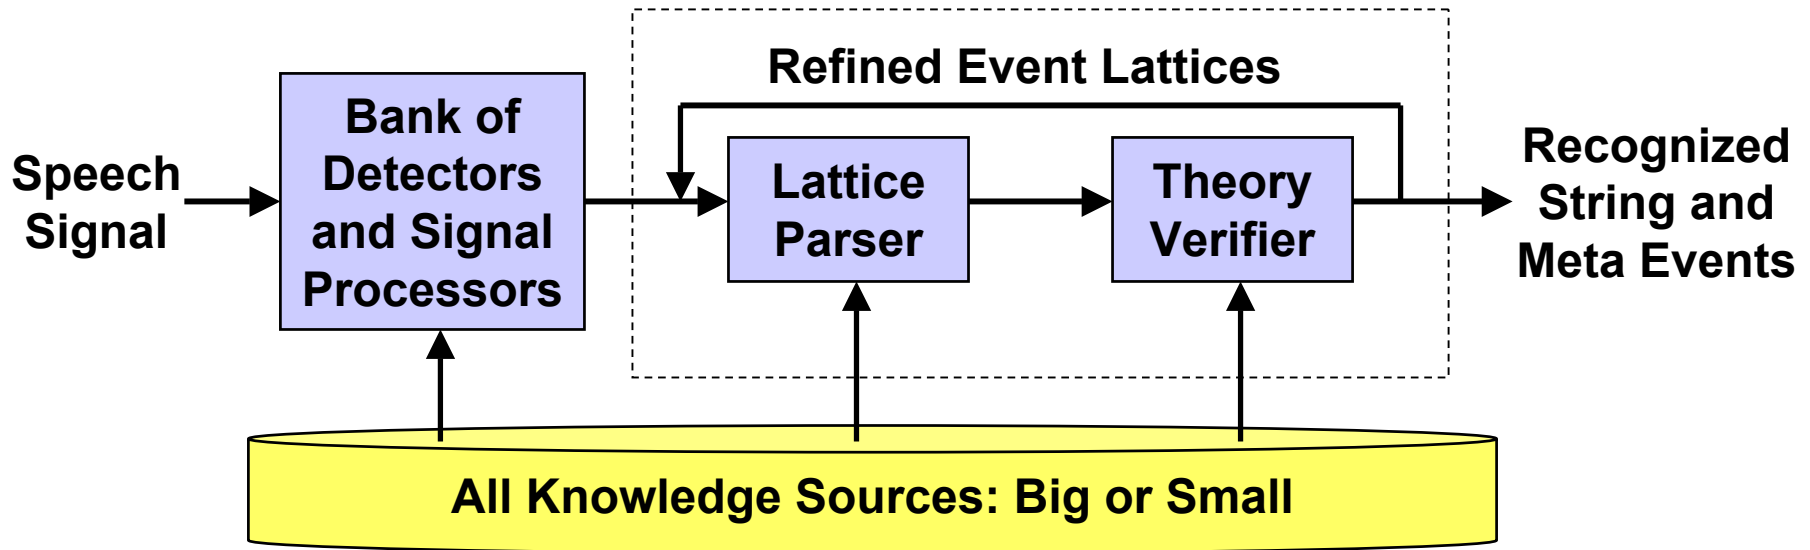 Refined Event Lattices
Speech
Signal
Bank of
Detectors
and Signal
Processors
Lattice
Parser
Theory
Verifier
Recognized
String and
Meta Events
All Knowledge Sources: Big or Small